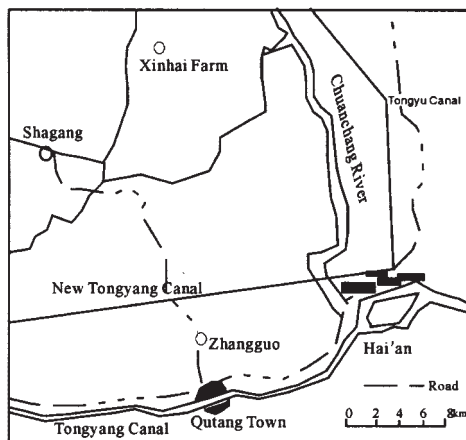 Xinhai Farm
Tongyu Canal
Shagang
Chuanchang River
New Tongyang Canal
Zhangguo
Hai'an
Road
Qutang Town
Tongyang Canal
0 2 4 6 8km